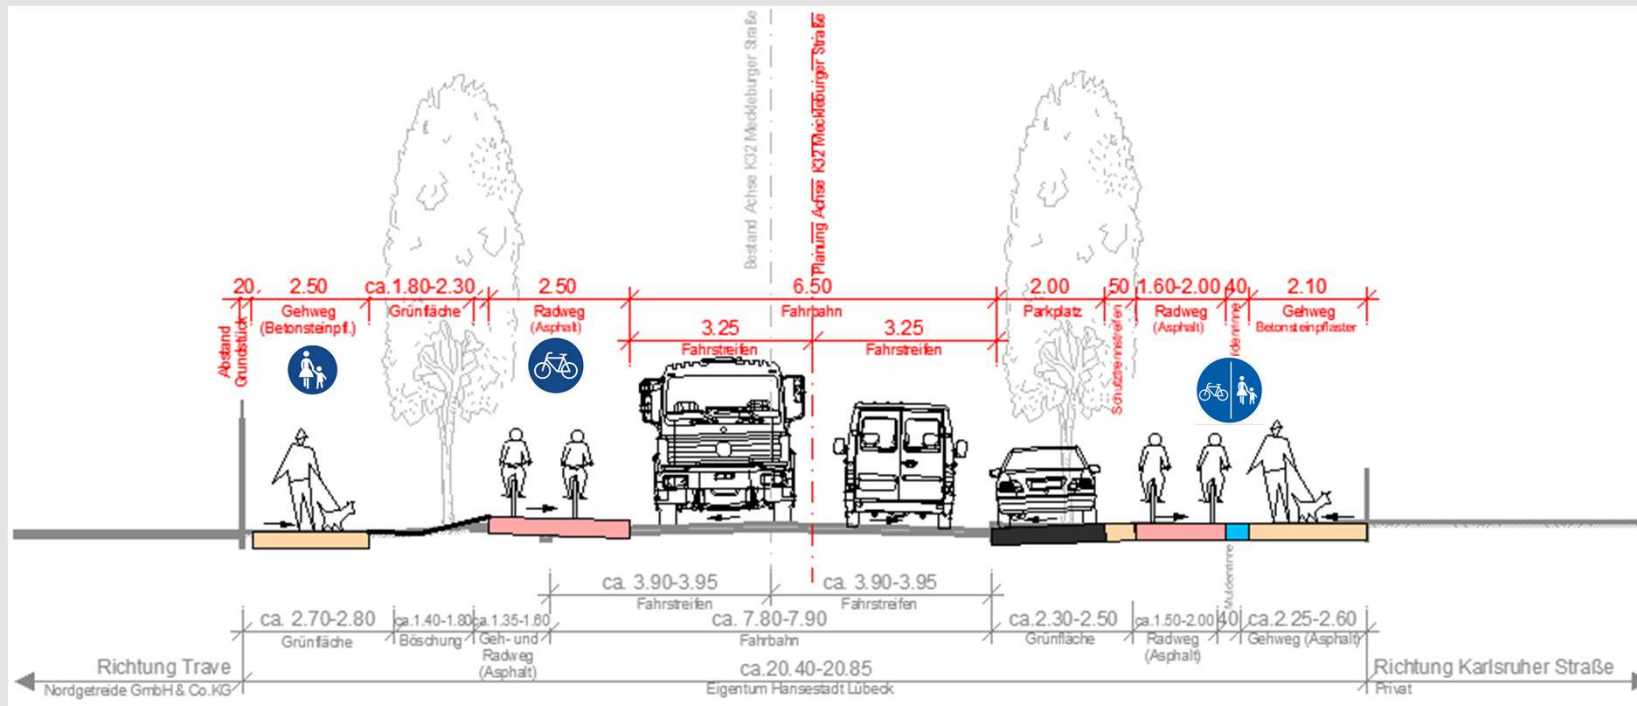 Bestand Achse K32 Meckleburger Straße
Planung Achse K32 Meckleburger Straße
20
2.50
ca.1.80-2.30
2.50
6.50
2.00
50
1.60-2.00
40
2.10
Abstand
Grundstück
Gehweg
(Betonsteinpfl.)
Grünfläche
Radweg
(Asphalt)
Fahrbahn
Parkplatz
Schutztrennstreifen
Radweg
(Asphalt)
Gehweg
Betonsteinpflaster
3.25
Fahrstreifen
3.25
Fahrstreifen
ca. 3.90-3.95
Fahrstreifen
ca. 3.90-3.95
Fahrstreifen
Muldenrinne
ca. 2.70-2.80
Grünfläche
ca.1.40-1.80
Böschung
ca.1.35-1.60
Geh- und
Radweg
(Asphalt)
ca. 7.80-7.90
Fahrbahn
ca.2.30-2.50
Grünfläche
ca.1.50-2.00
Radweg
(Asphalt)
40
ca.2.25-2.60
Gehweg (Asphalt)
Richtung Trave
Nordgetreide GmbH & Co.KG
ca.20.40-20.85
Eigentum Hansestadt Lübeck
Richtung Karlsruher Straße
Privat